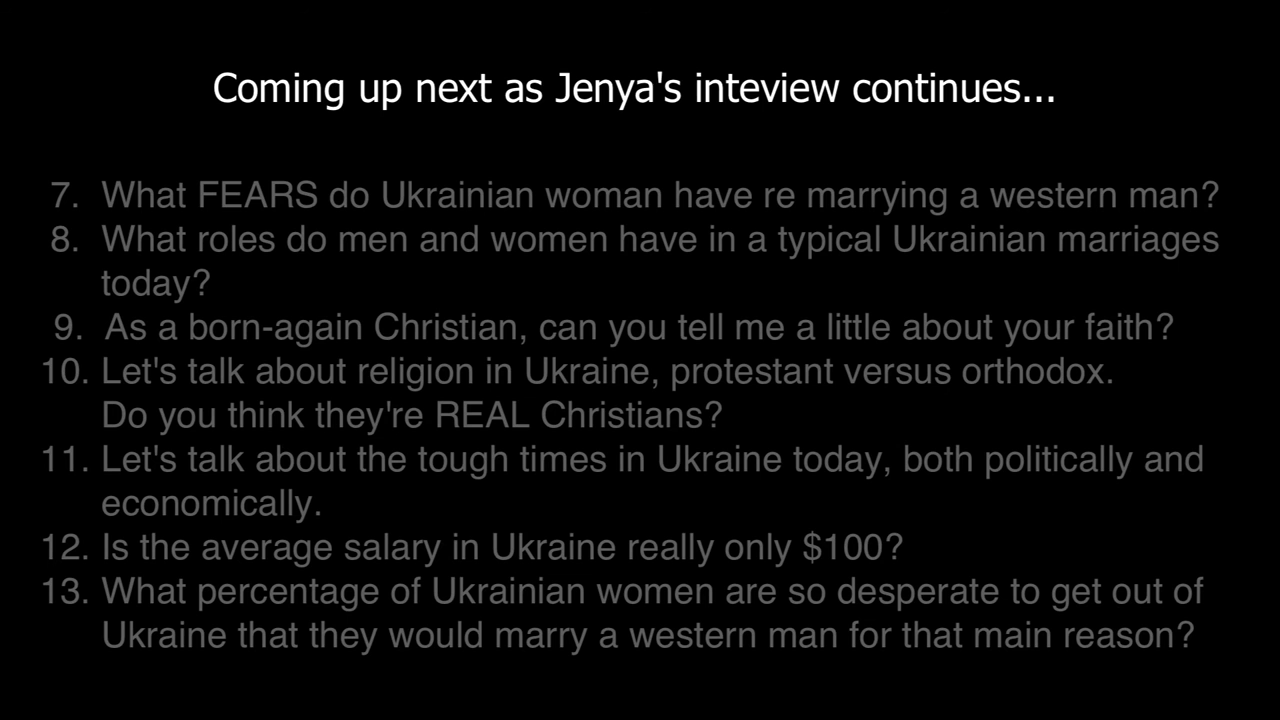 Coming up next as Jenya's inteview continues...
7. What FEARS do Ukrainian woman have re marrying a western man?
8. What roles do men and women have in a typical Ukrainian marriages
today?
9. As a born-again Christian, can you tell me a little about your faith?
10. Let's talk about religion in Ukraine, protestant versus orthodox.
Do you think they're REAL Christians?
11. Let's talk about the tough times in Ukraine today, both politically and
economically.
12. Is the average salary in Ukraine really only $100?
13. What percentage of Ukrainian women are so desperate to get out of
Ukraine that they would marry a western man for that main reason?